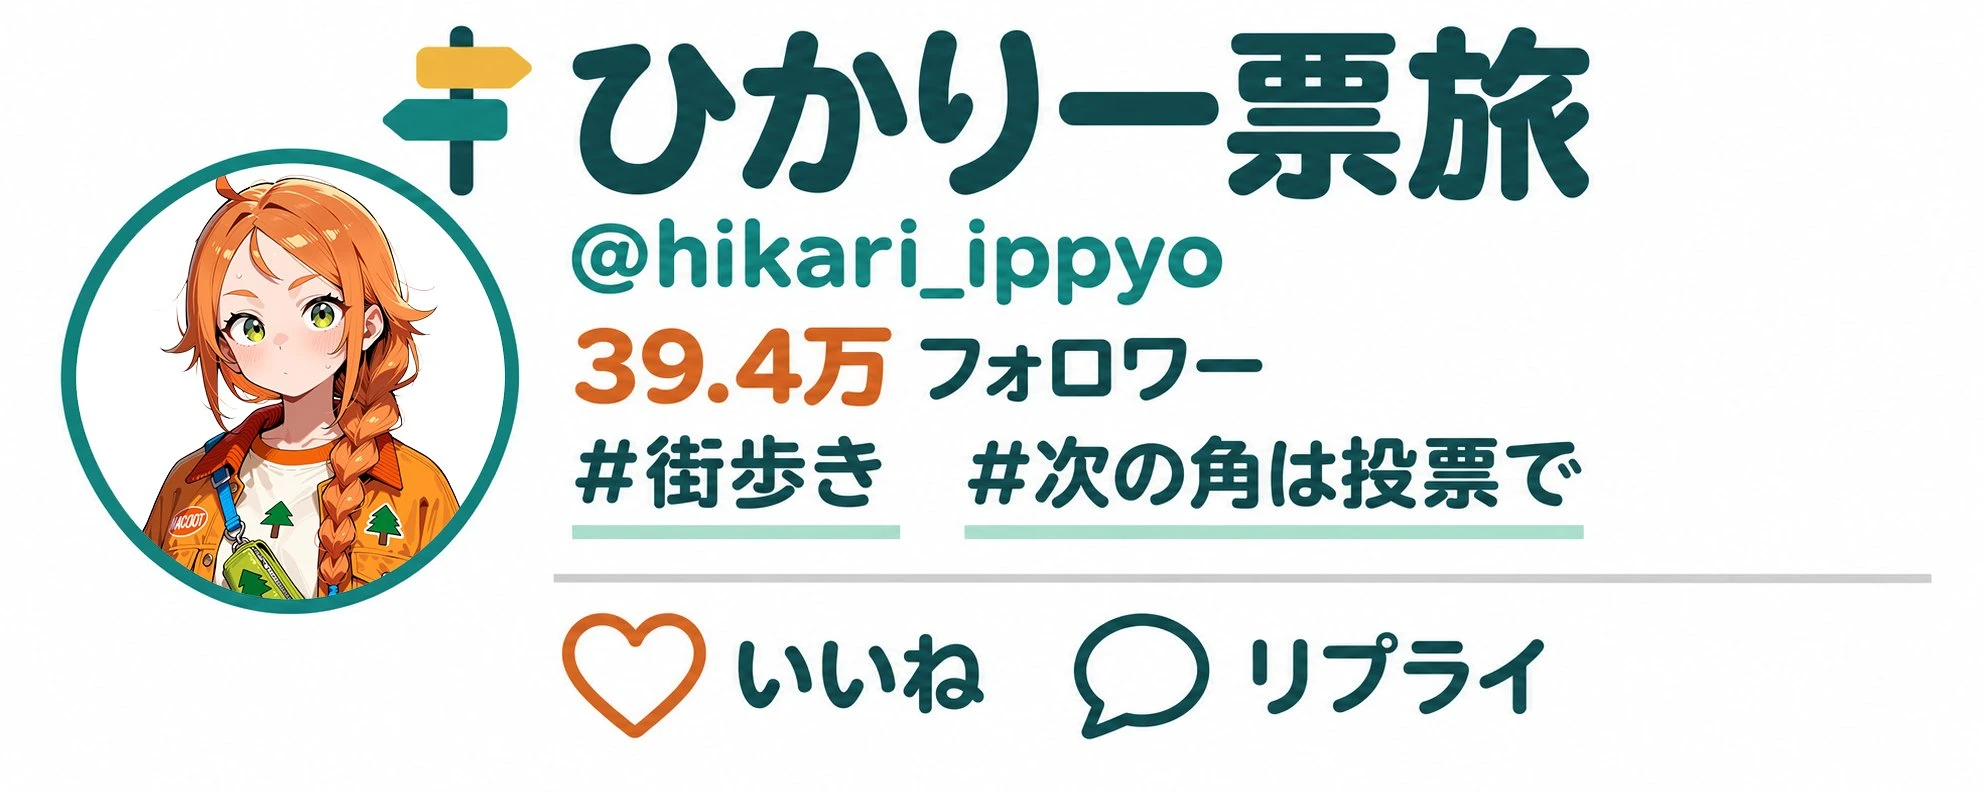 ひかり一票旅
@hikari_ippyo
39.4万 フォロワー
#街歩き #次の角は投票で
いいね リプライ
MACOOT